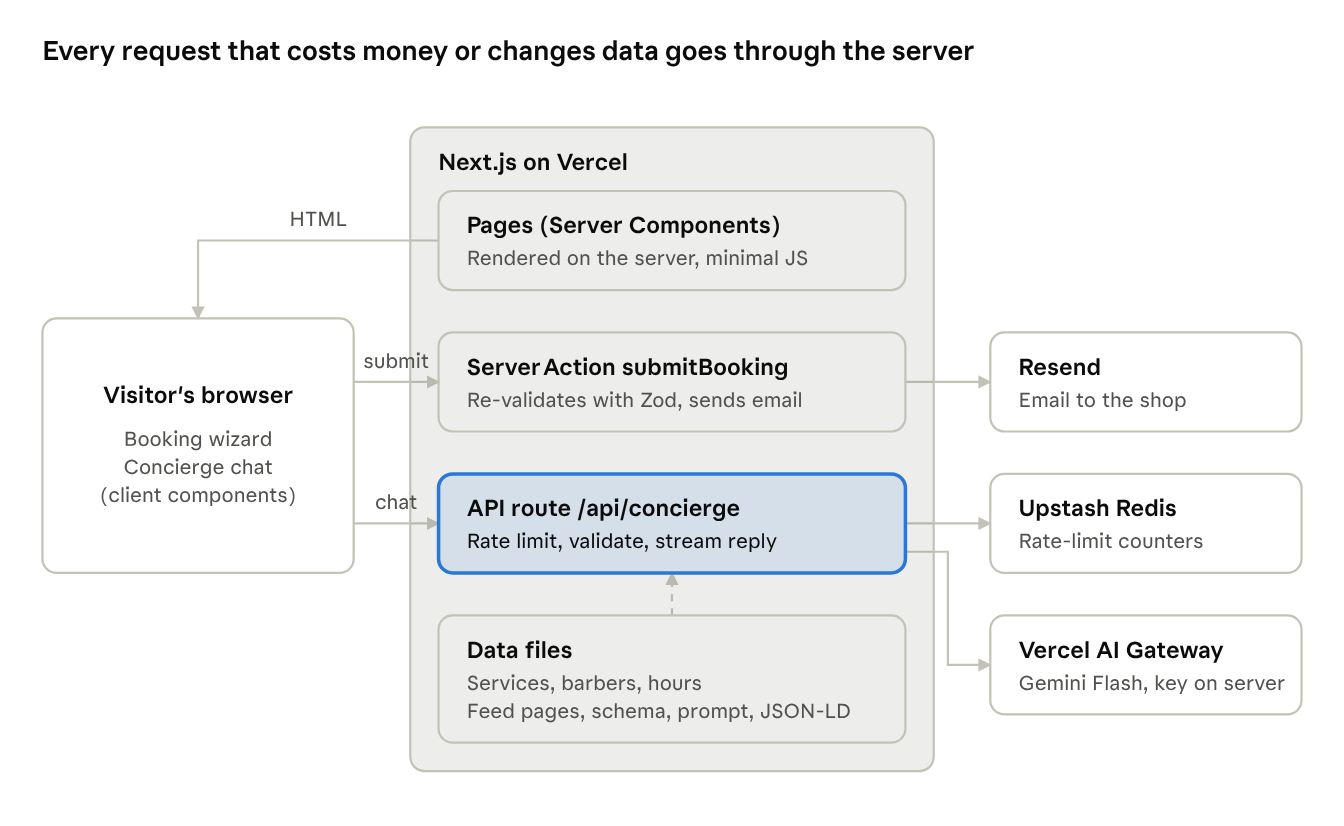 Every request that costs money or changes data goes through the server
Next.js on Vercel
HTML
Pages (Server Components)
Rendered on the server, minimal JS
Visitor's browser
Booking wizard
Concierge chat
(client components)
submit
Server Action submitBooking
Re-validates with Zod, sends email
Resend
Email to the shop
chat
API route /api/concierge
Rate limit, validate, stream reply
Upstash Redis
Rate-limit counters
Data files
Services, barbers, hours
Feed pages, schema, prompt, JSON-LD
Vercel AI Gateway
Gemini Flash, key on server